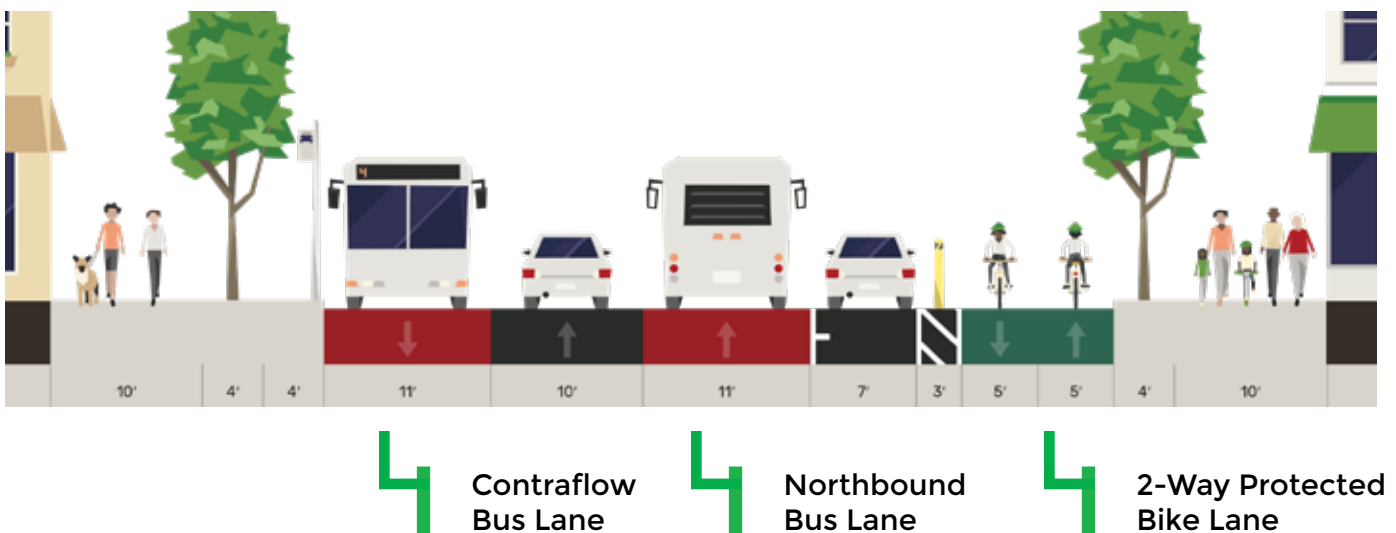 4
10' 4' 4' 11' 10' 11' 7' 3' 5' 5' 4' 10'
Contraflow
Bus Lane
Northbound
Bus Lane
2-Way Protected
Bike Lane